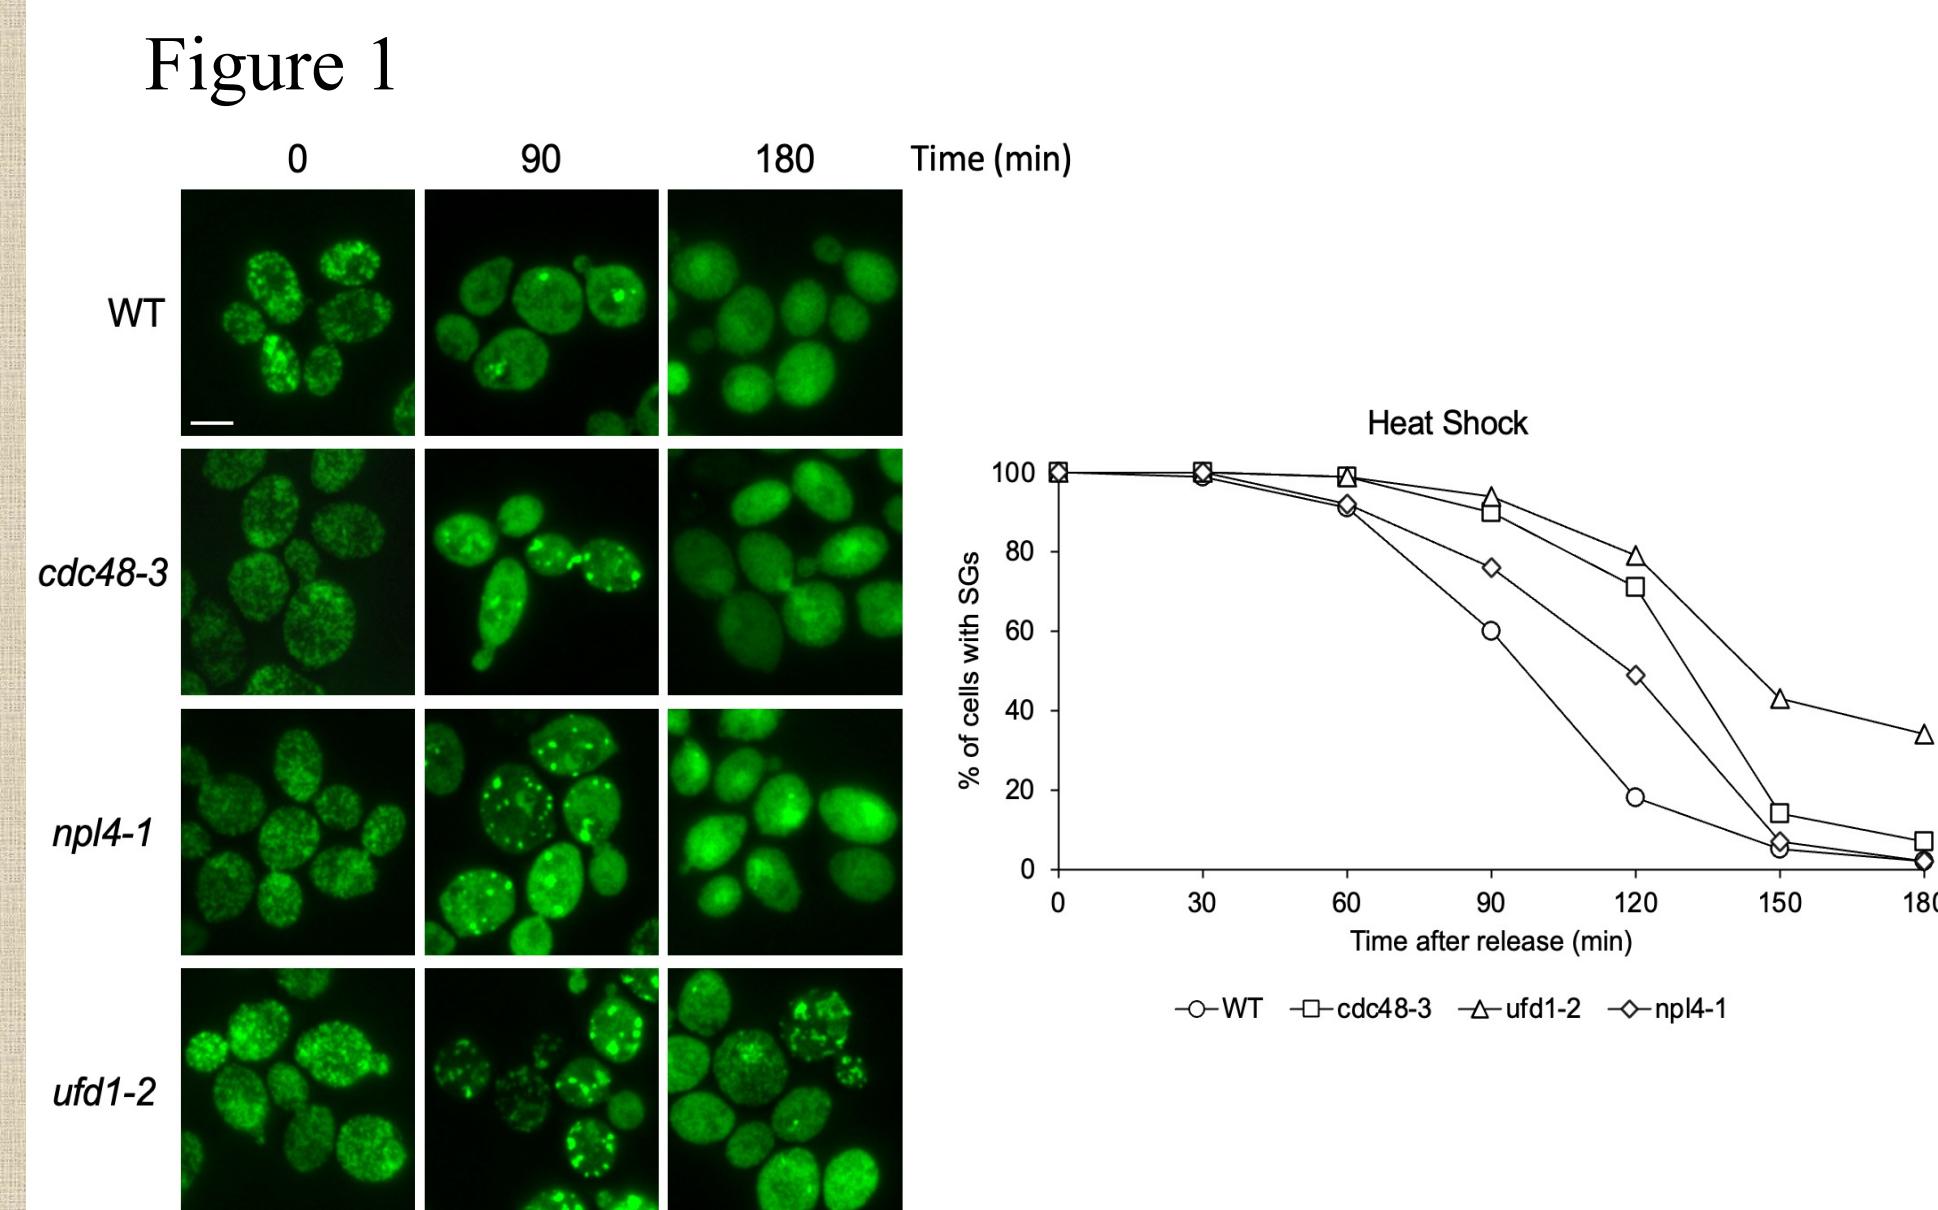 Figure 1
0 90 180 Time (min)
WT
cdc48-3
npl4-1
ufd1-2
Heat Shock
% of cells with SGs
100
80
60
40
20
0
0 30 60 90 120 150 180
Time after release (min)
WT cdc48-3 ufd1-2 npl4-1